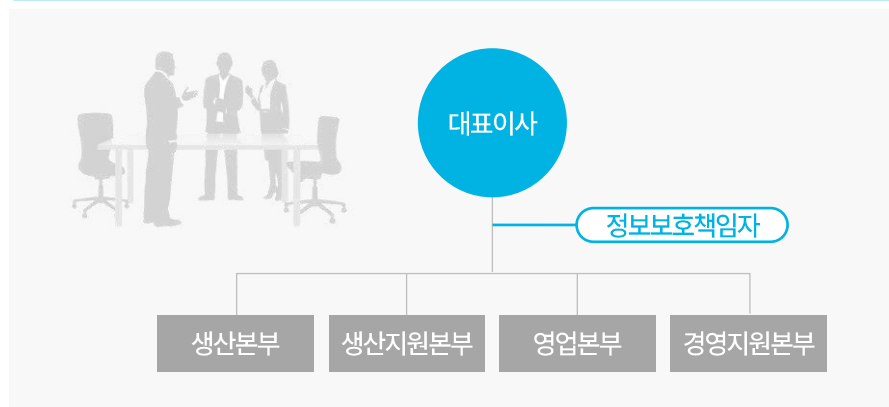 대표이사
정보보호책임자
생산본부
생산지원본부
영업본부
경영지원본부